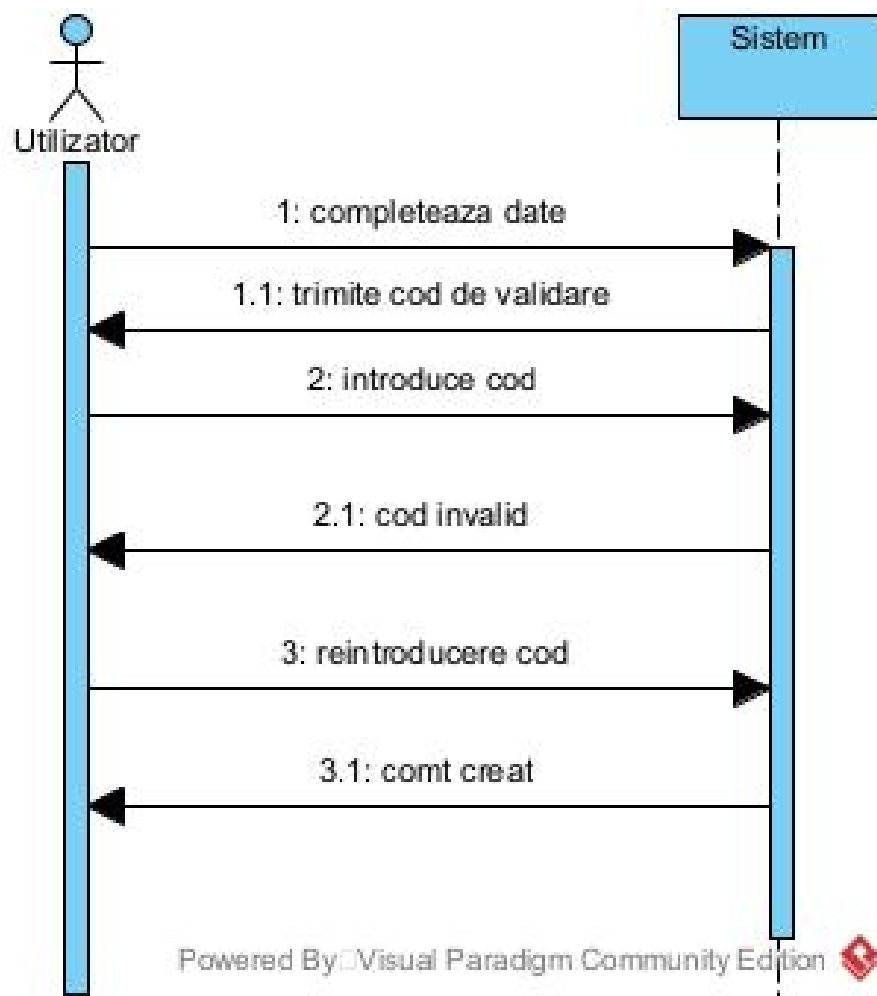 Sistem
Utilizator
1: completeaza date
1.1: trimite cod de validare
2: introduce cod
2.1: cod invalid
3: reintroducere cod
3.1: comt creat
Powered By Visual Paradigm Community Edition